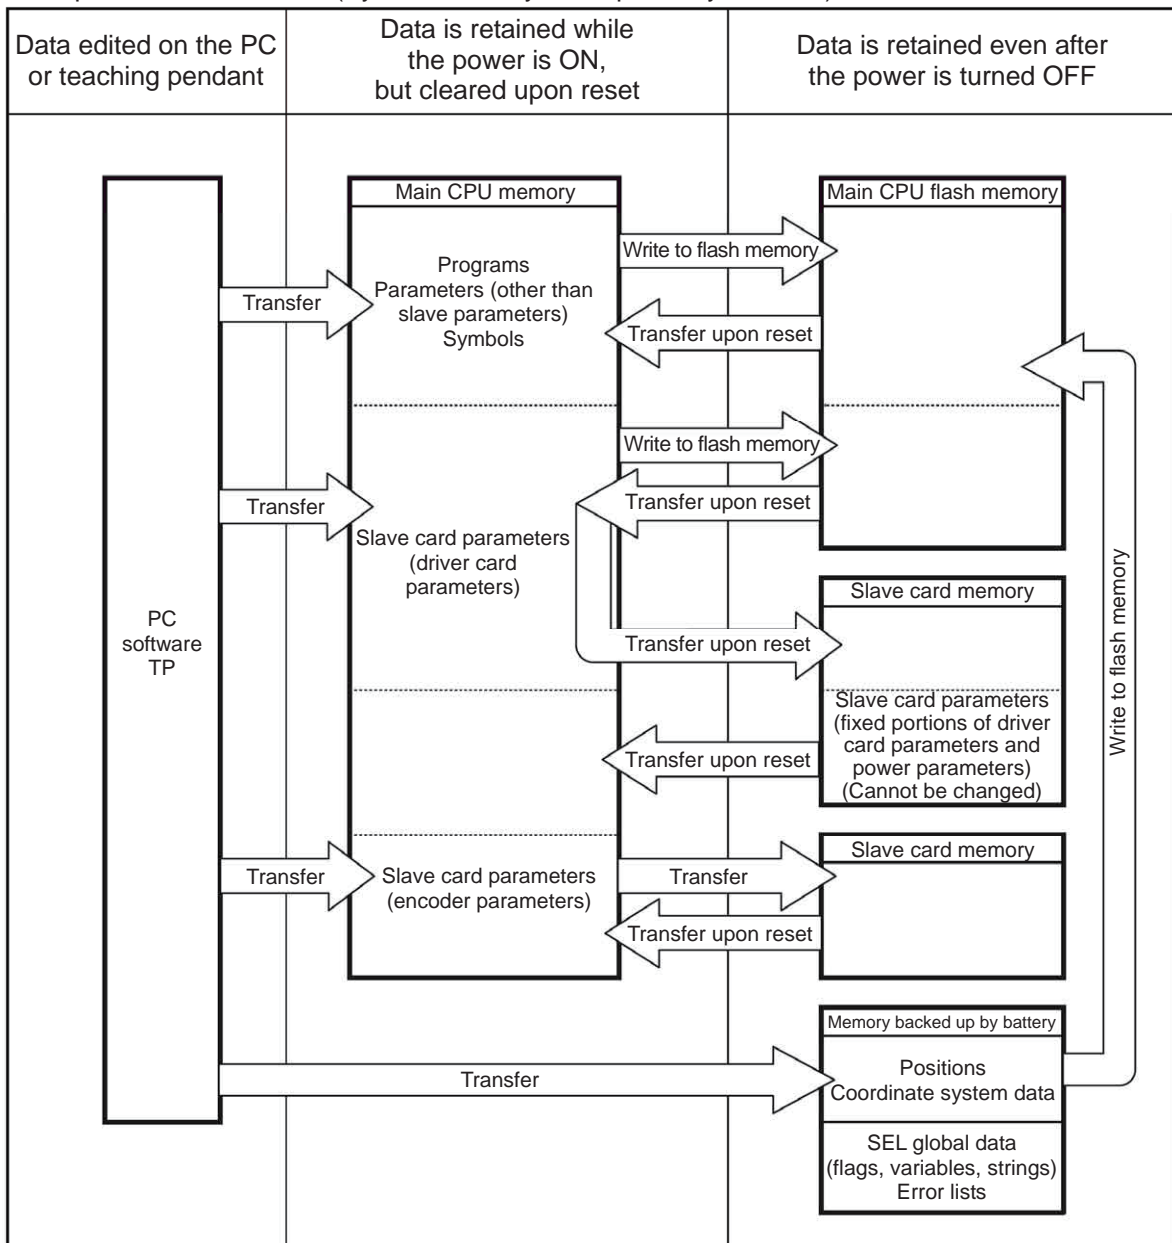 Data edited on the PC
or teaching pendant
Data is retained while
the power is ON,
but cleared upon reset
Data is retained even after
the power is turned OFF
PC
software
TP
Transfer
Transfer
Transfer
Transfer
Main CPU memory
Programs
Parameters (other than
slave parameters)
Symbols
Slave card parameters
(driver card
parameters)
Slave card parameters
(encoder parameters)
Write to flash memory
Transfer upon reset
Write to flash memory
Transfer upon reset
Transfer upon reset
Transfer upon reset
Transfer
Transfer upon reset
Main CPU flash memory
Slave card memory
Slave card parameters
(fixed portions of driver
card parameters and
power parameters)
(Cannot be changed)
Slave card memory
Memory backed up by battery
Positions
Coordinate system data
SEL global data
(flags, variables, strings)
Error lists
Write to flash memory